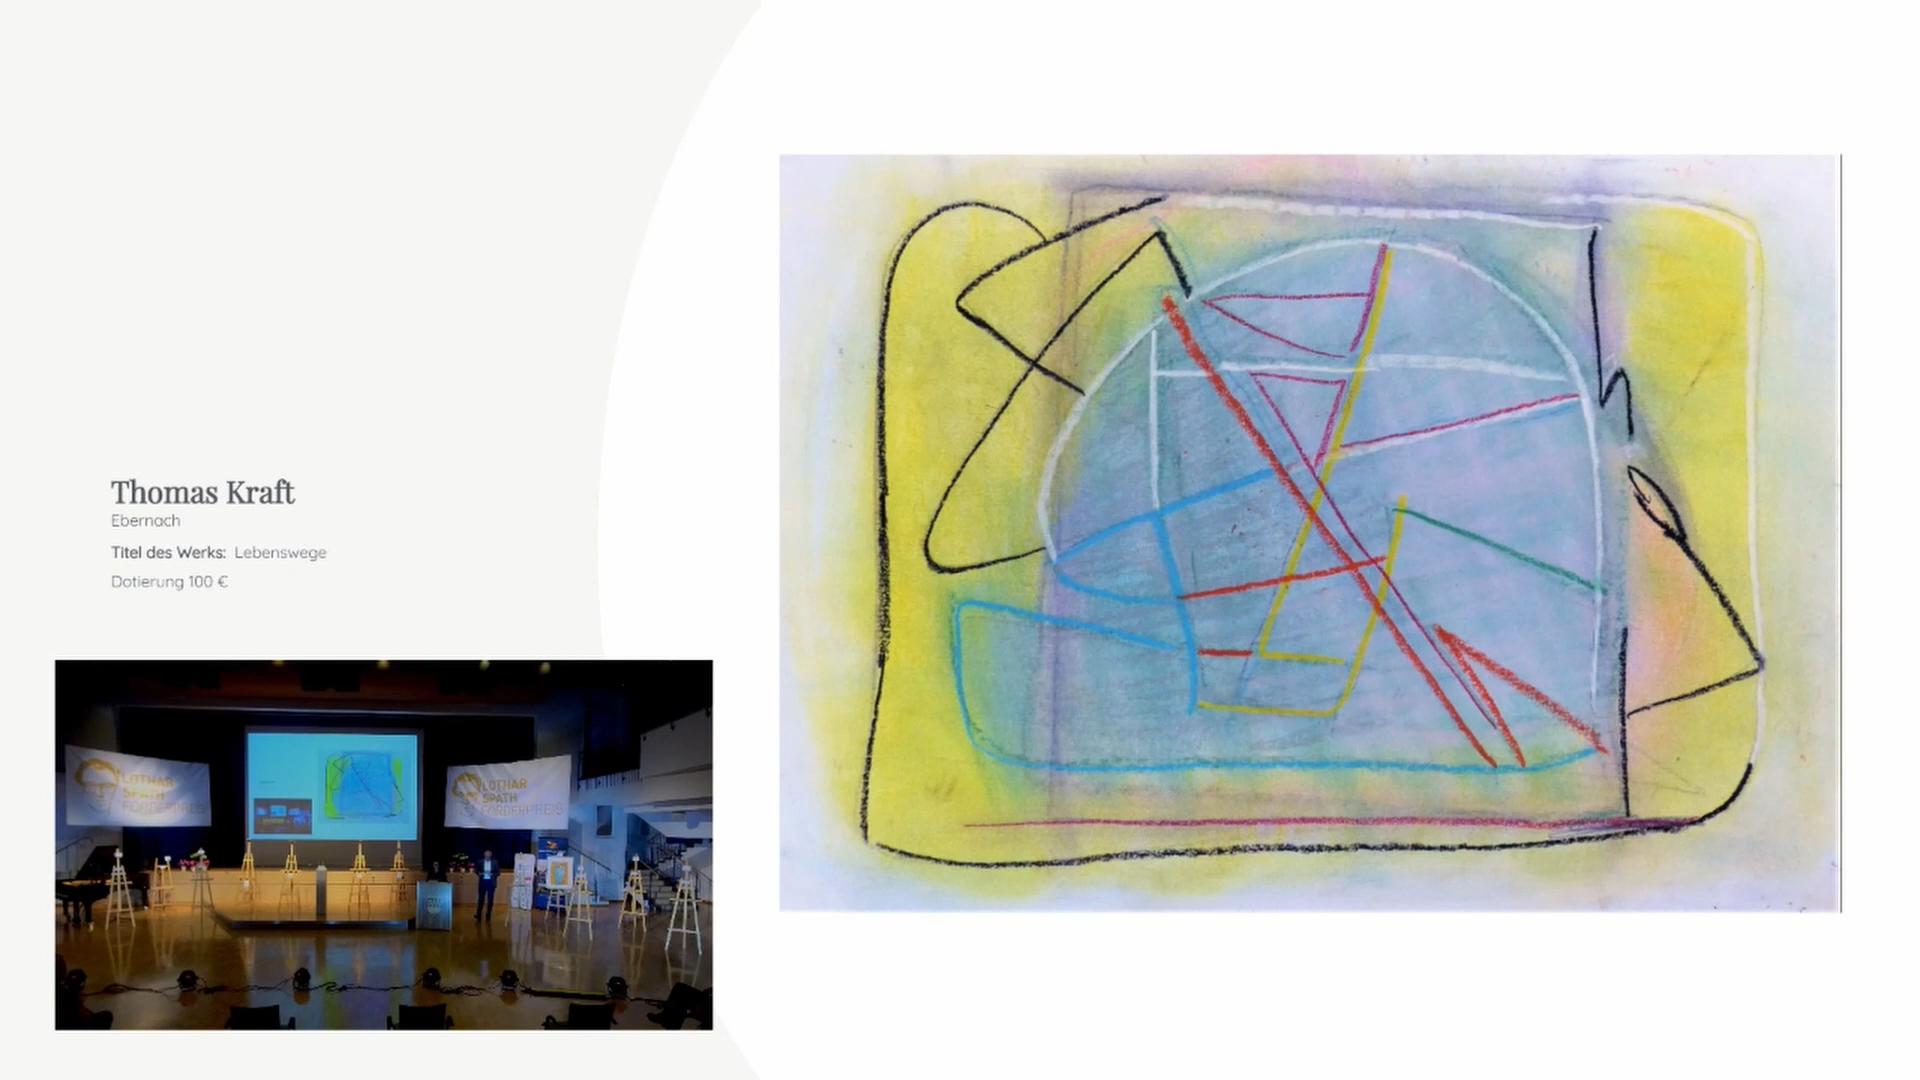 Thomas Kraft
Ebernach
Titel des Werks: Lebenswege
Dotierung 100 €
LOTHAR
SPÄTH
FÖRDERPREIS
LOTHAR
SPÄTH
FÖRDERPREIS